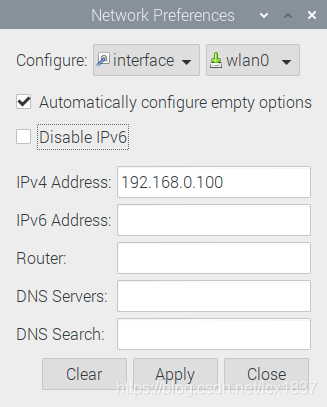 Network Preferences
Configure: interface wlan0
Automatically configure empty options
Disable IPv6
IPv4 Address: 192.168.0.100
IPv6 Address:
Router:
DNS Servers:
DNS Search:
Clear Apply Close
https://blog.csdn.net/lcx1837